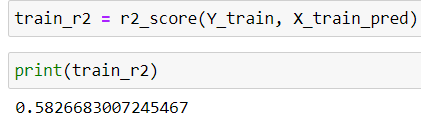 train_r2 = r2_score(Y_train, X_train_pred)
print(train_r2)
0.5826683007245467